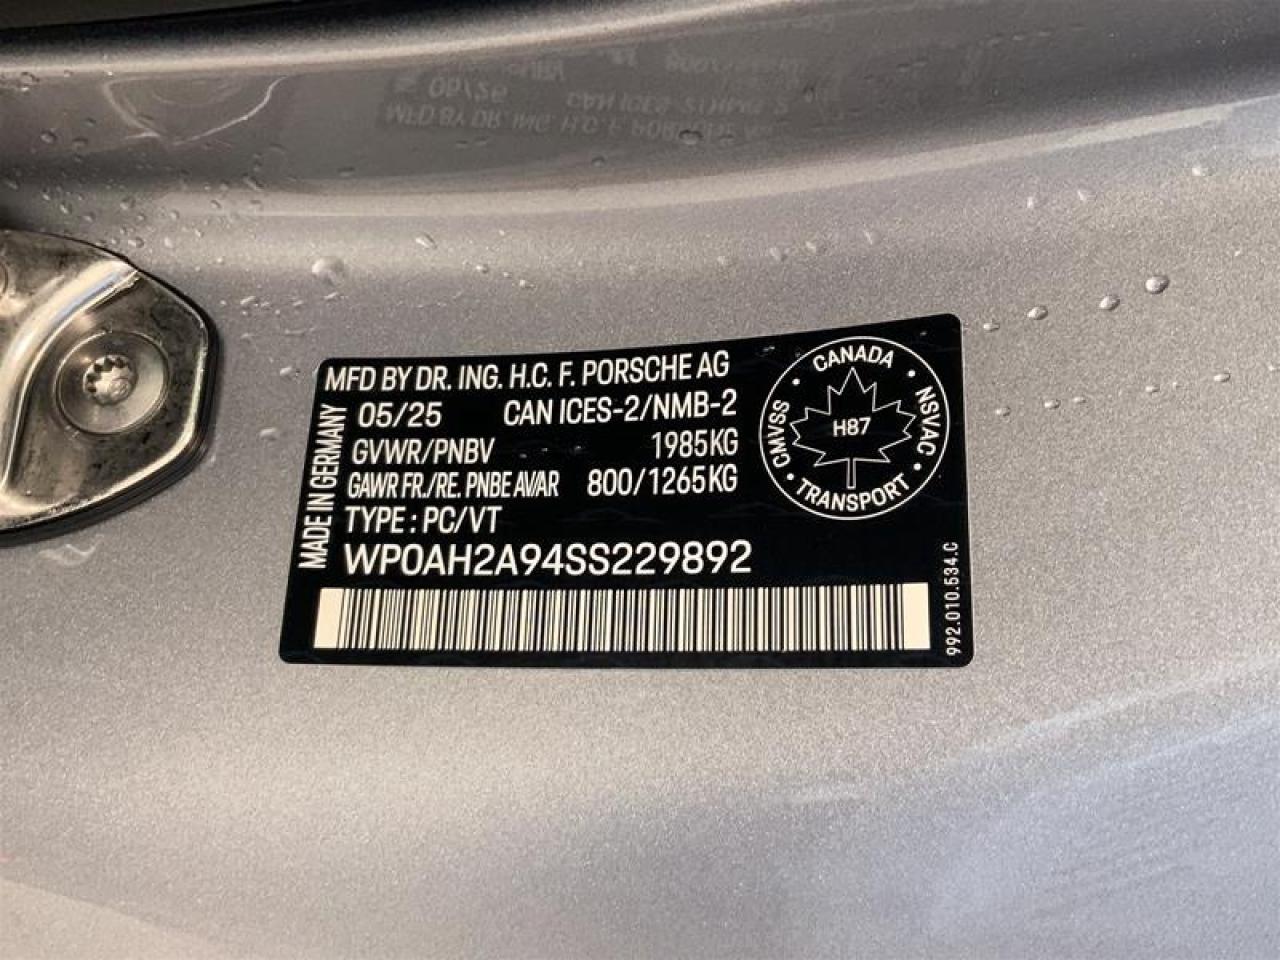 MFD BY DR. ING. H.C. F. PORSCHE AG
05/25 CAN ICES-2/NMB-2
GVWR/PNBV 1985KG
GAWR FR./RE. PNBE AV/AR 800/1265KG
TYPE : PC/VT
WP0AH2A94SS229892
MADE IN GERMANY
CANADA
NSVAC
TRANSPORT
CMVSS
H87
992.010.534.C